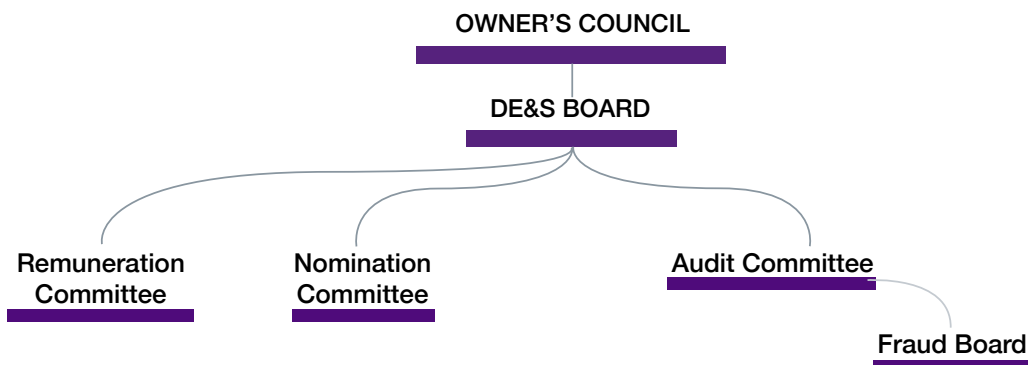 OWNER’S COUNCIL
DE&S BOARD
Remuneration
Committee
Nomination
Committee
Audit Committee
Fraud Board